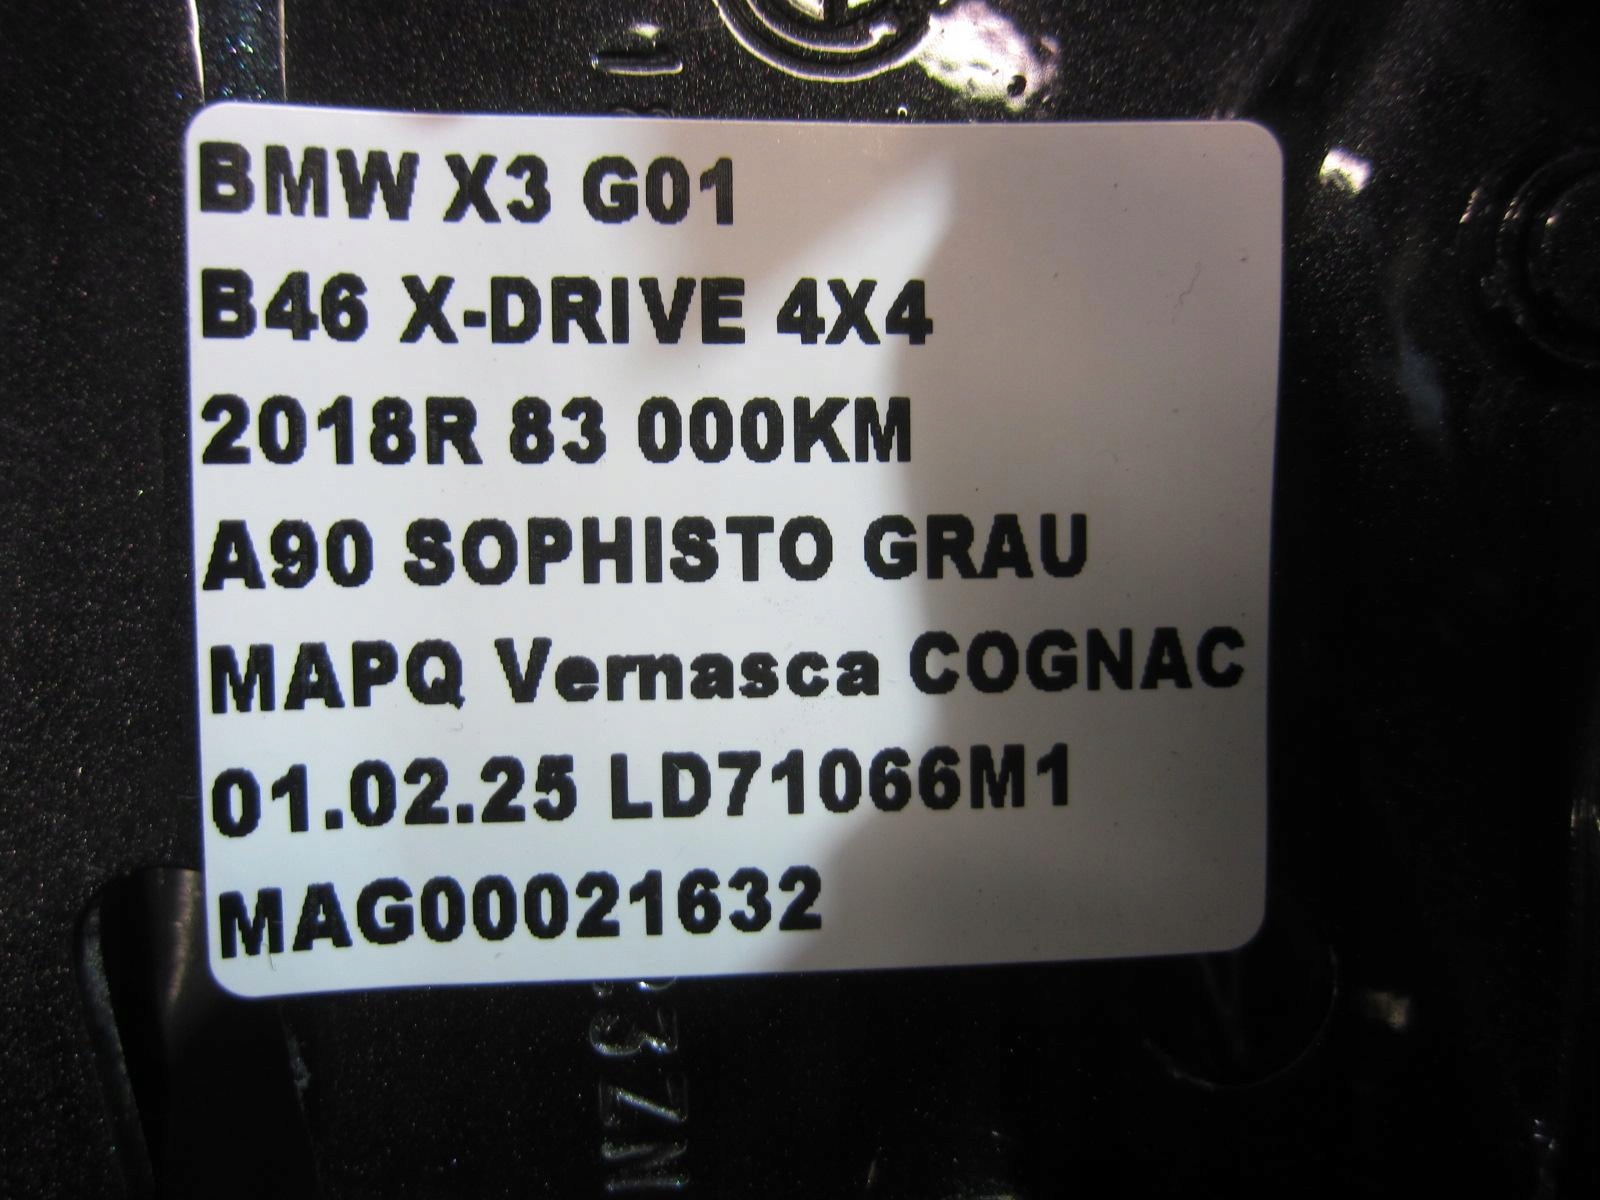 BMW X3 G01
B46 X-DRIVE 4X4
2018R 83 000KM
A90 SOPHISTO GRAU
MAPQ Vernasca COGNAC
01.02.25 LD71066M1
MAG00021632